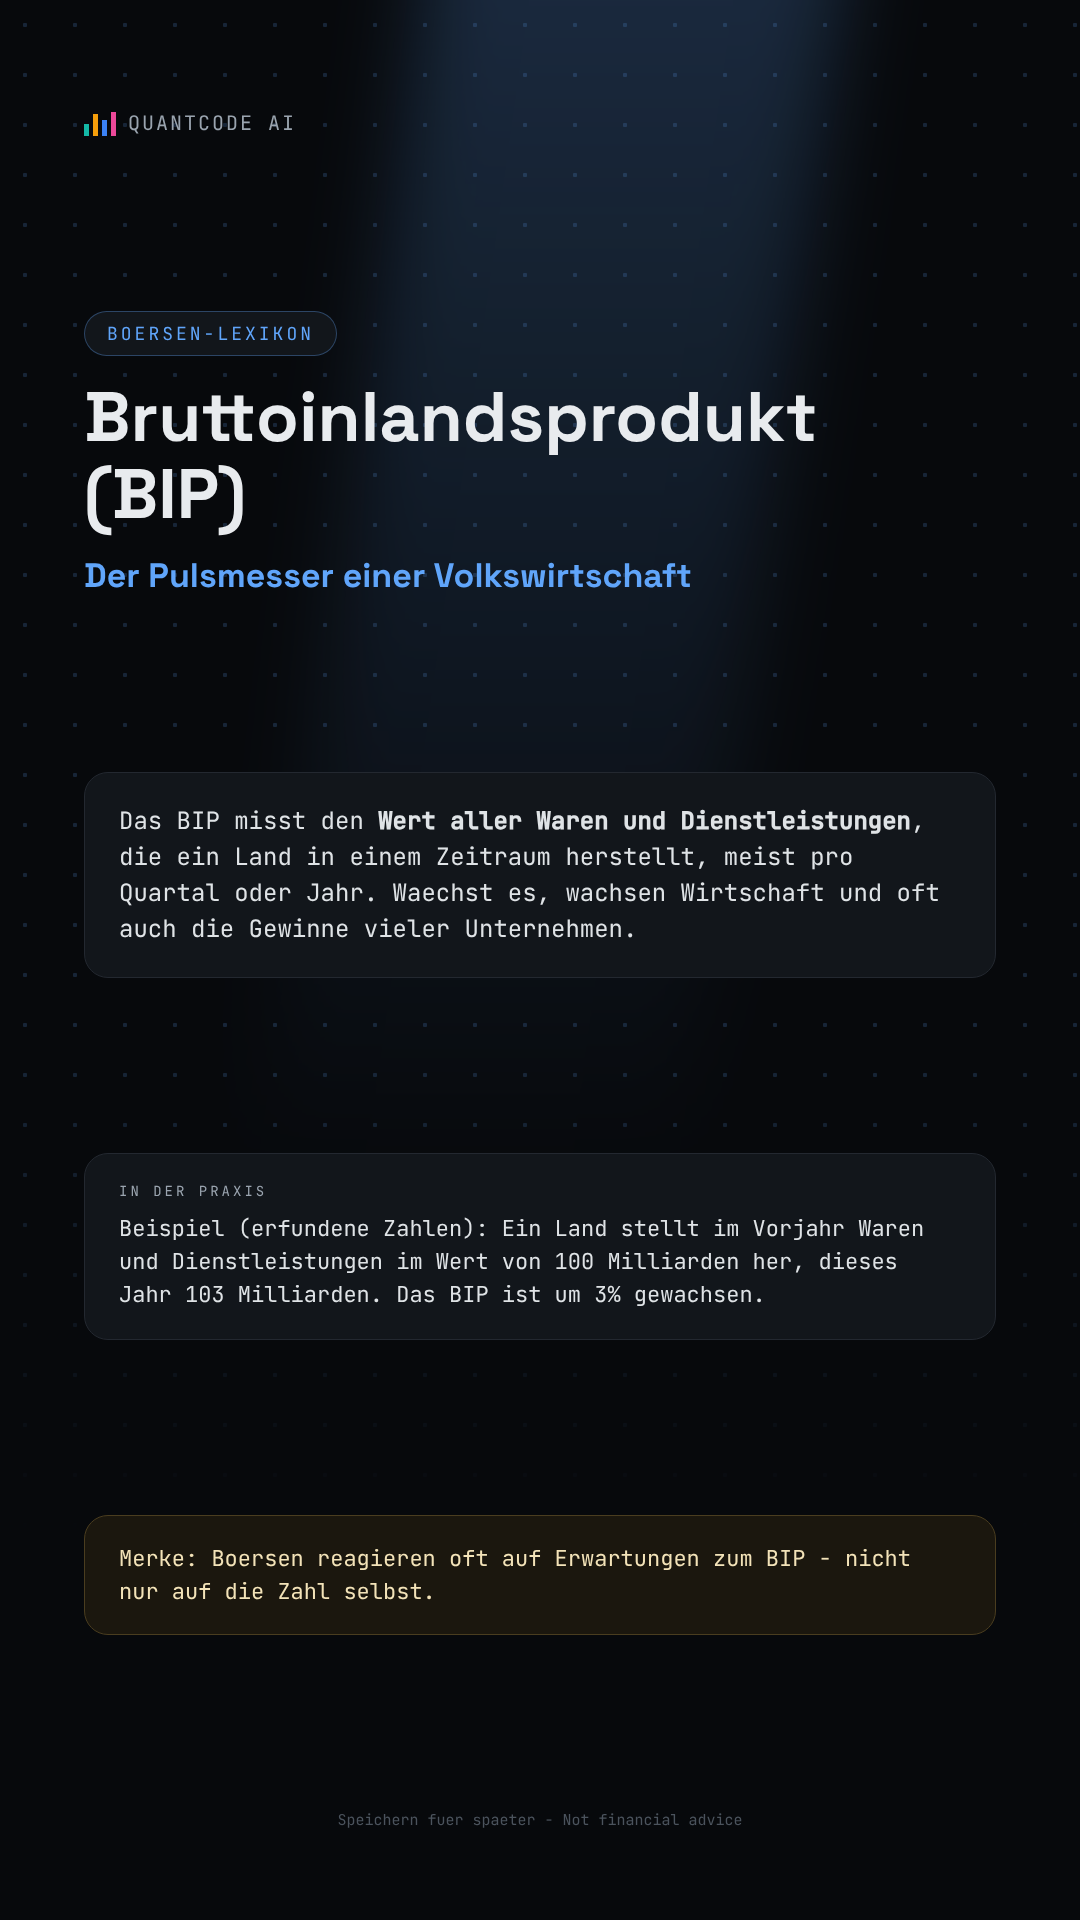 QUANTCODE AI
BOERSEN-LEXIKON
Bruttoinlandsprodukt
(BIP)
Der Pulsmesser einer Volkswirtschaft
Das BIP misst den Wert aller Waren und Dienstleistungen,
die ein Land in einem Zeitraum herstellt, meist pro
Quartal oder Jahr. Waechst es, wachsen Wirtschaft und oft
auch die Gewinne vieler Unternehmen.
IN DER PRAXIS
Beispiel (erfundene Zahlen): Ein Land stellt im Vorjahr Waren
und Dienstleistungen im Wert von 100 Milliarden her, dieses
Jahr 103 Milliarden. Das BIP ist um 3% gewachsen.
Merke: Boersen reagieren oft auf Erwartungen zum BIP - nicht
nur auf die Zahl selbst.
Speichern fuer spaeter - Not financial advice